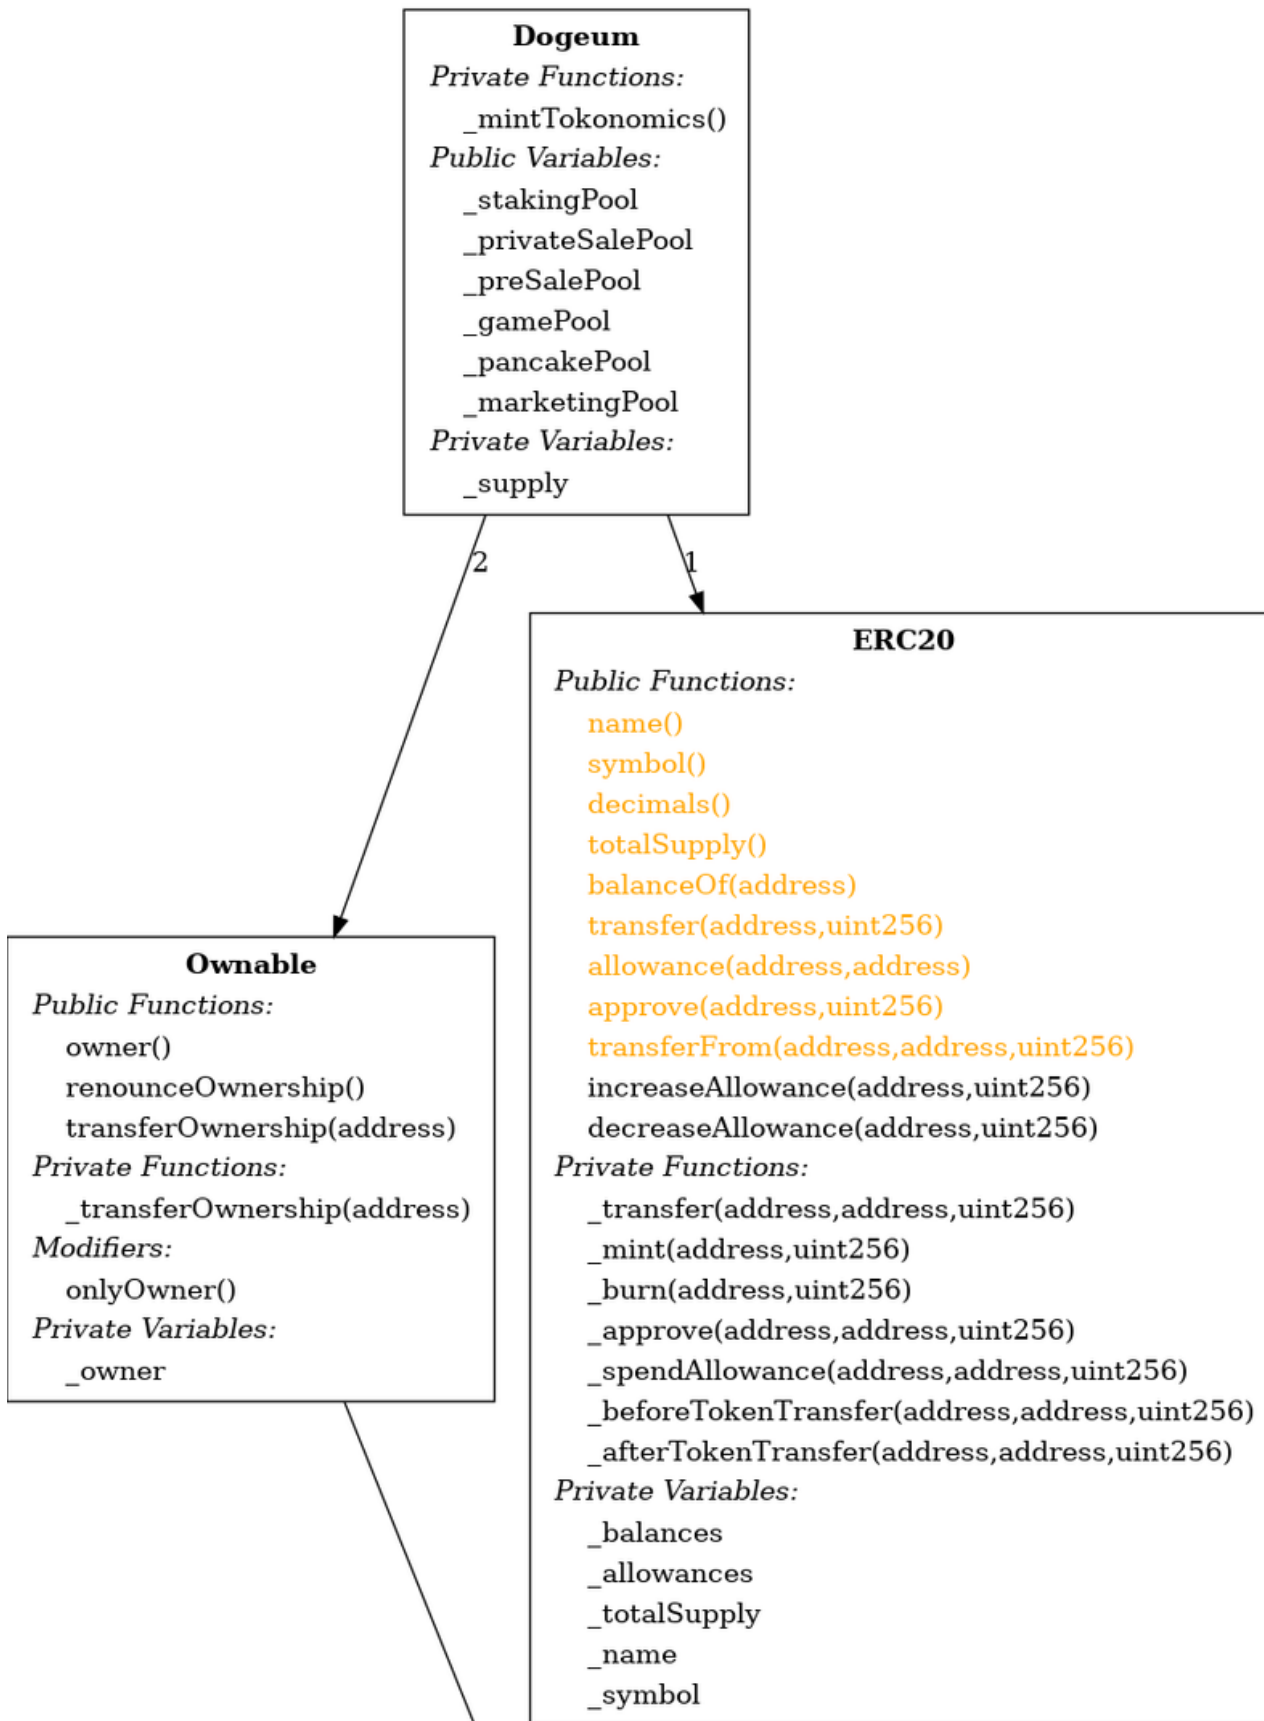 Dogeum
Private Functions:
_mintTokonomics()
Public Variables:
_stakingPool
_privateSalePool
_preSalePool
_gamePool
_pancakePool
_marketingPool
Private Variables:
_supply
2
1
ERC20
Public Functions:
name()
symbol()
decimals()
totalSupply()
balanceOf(address)
transfer(address,uint256)
allowance(address,address)
approve(address,uint256)
transferFrom(address,address,uint256)
increaseAllowance(address,uint256)
decreaseAllowance(address,uint256)
Private Functions:
_transfer(address,address,uint256)
_mint(address,uint256)
_burn(address,uint256)
_approve(address,address,uint256)
_spendAllowance(address,address,uint256)
_beforeTokenTransfer(address,address,uint256)
_afterTokenTransfer(address,address,uint256)
Private Variables:
_balances
_allowances
_totalSupply
_name
_symbol
Ownable
Public Functions:
owner()
renounceOwnership()
transferOwnership(address)
Private Functions:
_transferOwnership(address)
Modifiers:
onlyOwner()
Private Variables:
_owner